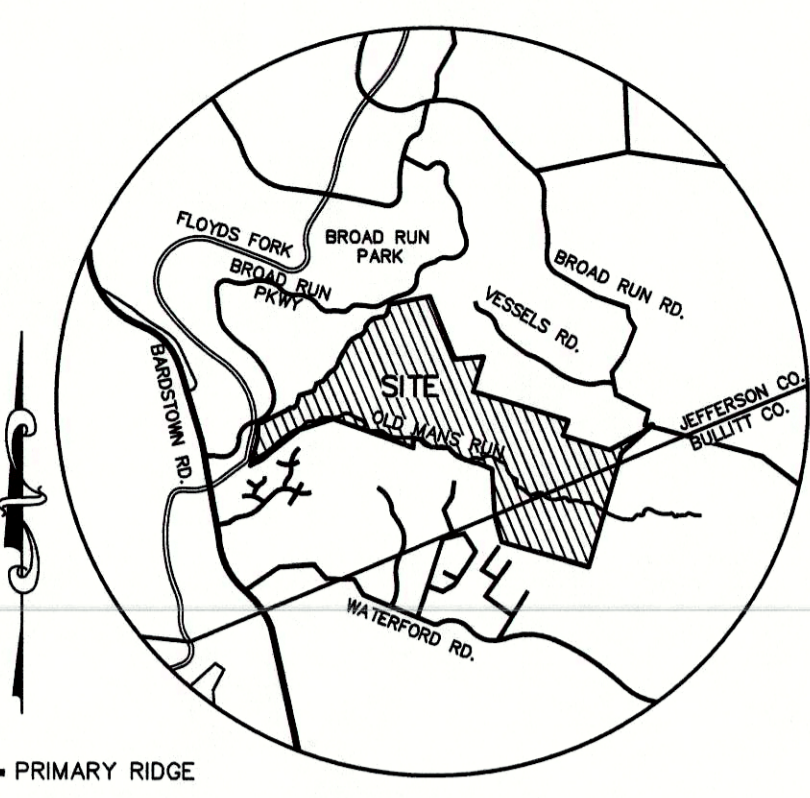 FLOYDS FORK
BROAD RUN
PARK
BROAD RUN
PKWY
BROAD RUN RD.
VESSELS RD.
BARDSTOWN RD.
SITE
OLD MANS RUN
JEFFERSON CO.
BULLITT CO.
WATERFORD RD.
PRIMARY RIDGE